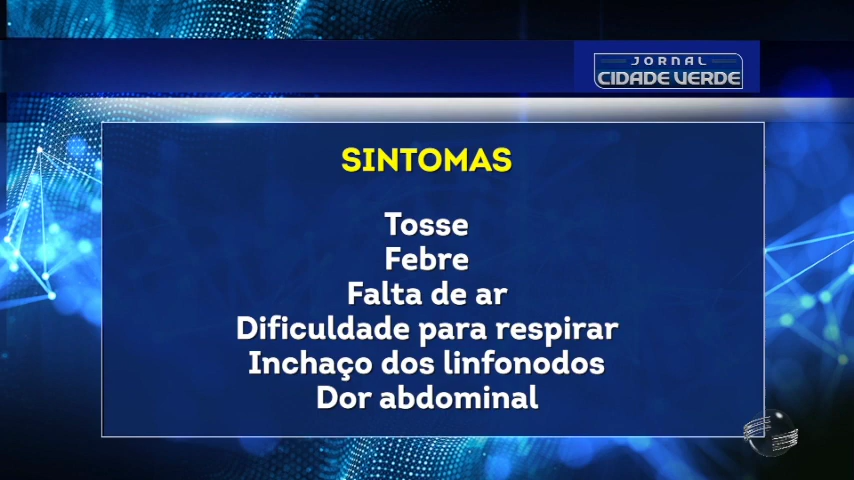 JORNAL
CIDADE VERDE
SINTOMAS
Tosse
Febre
Falta de ar
Dificuldade para respirar
Inchaço dos linfonodos
Dor abdominal